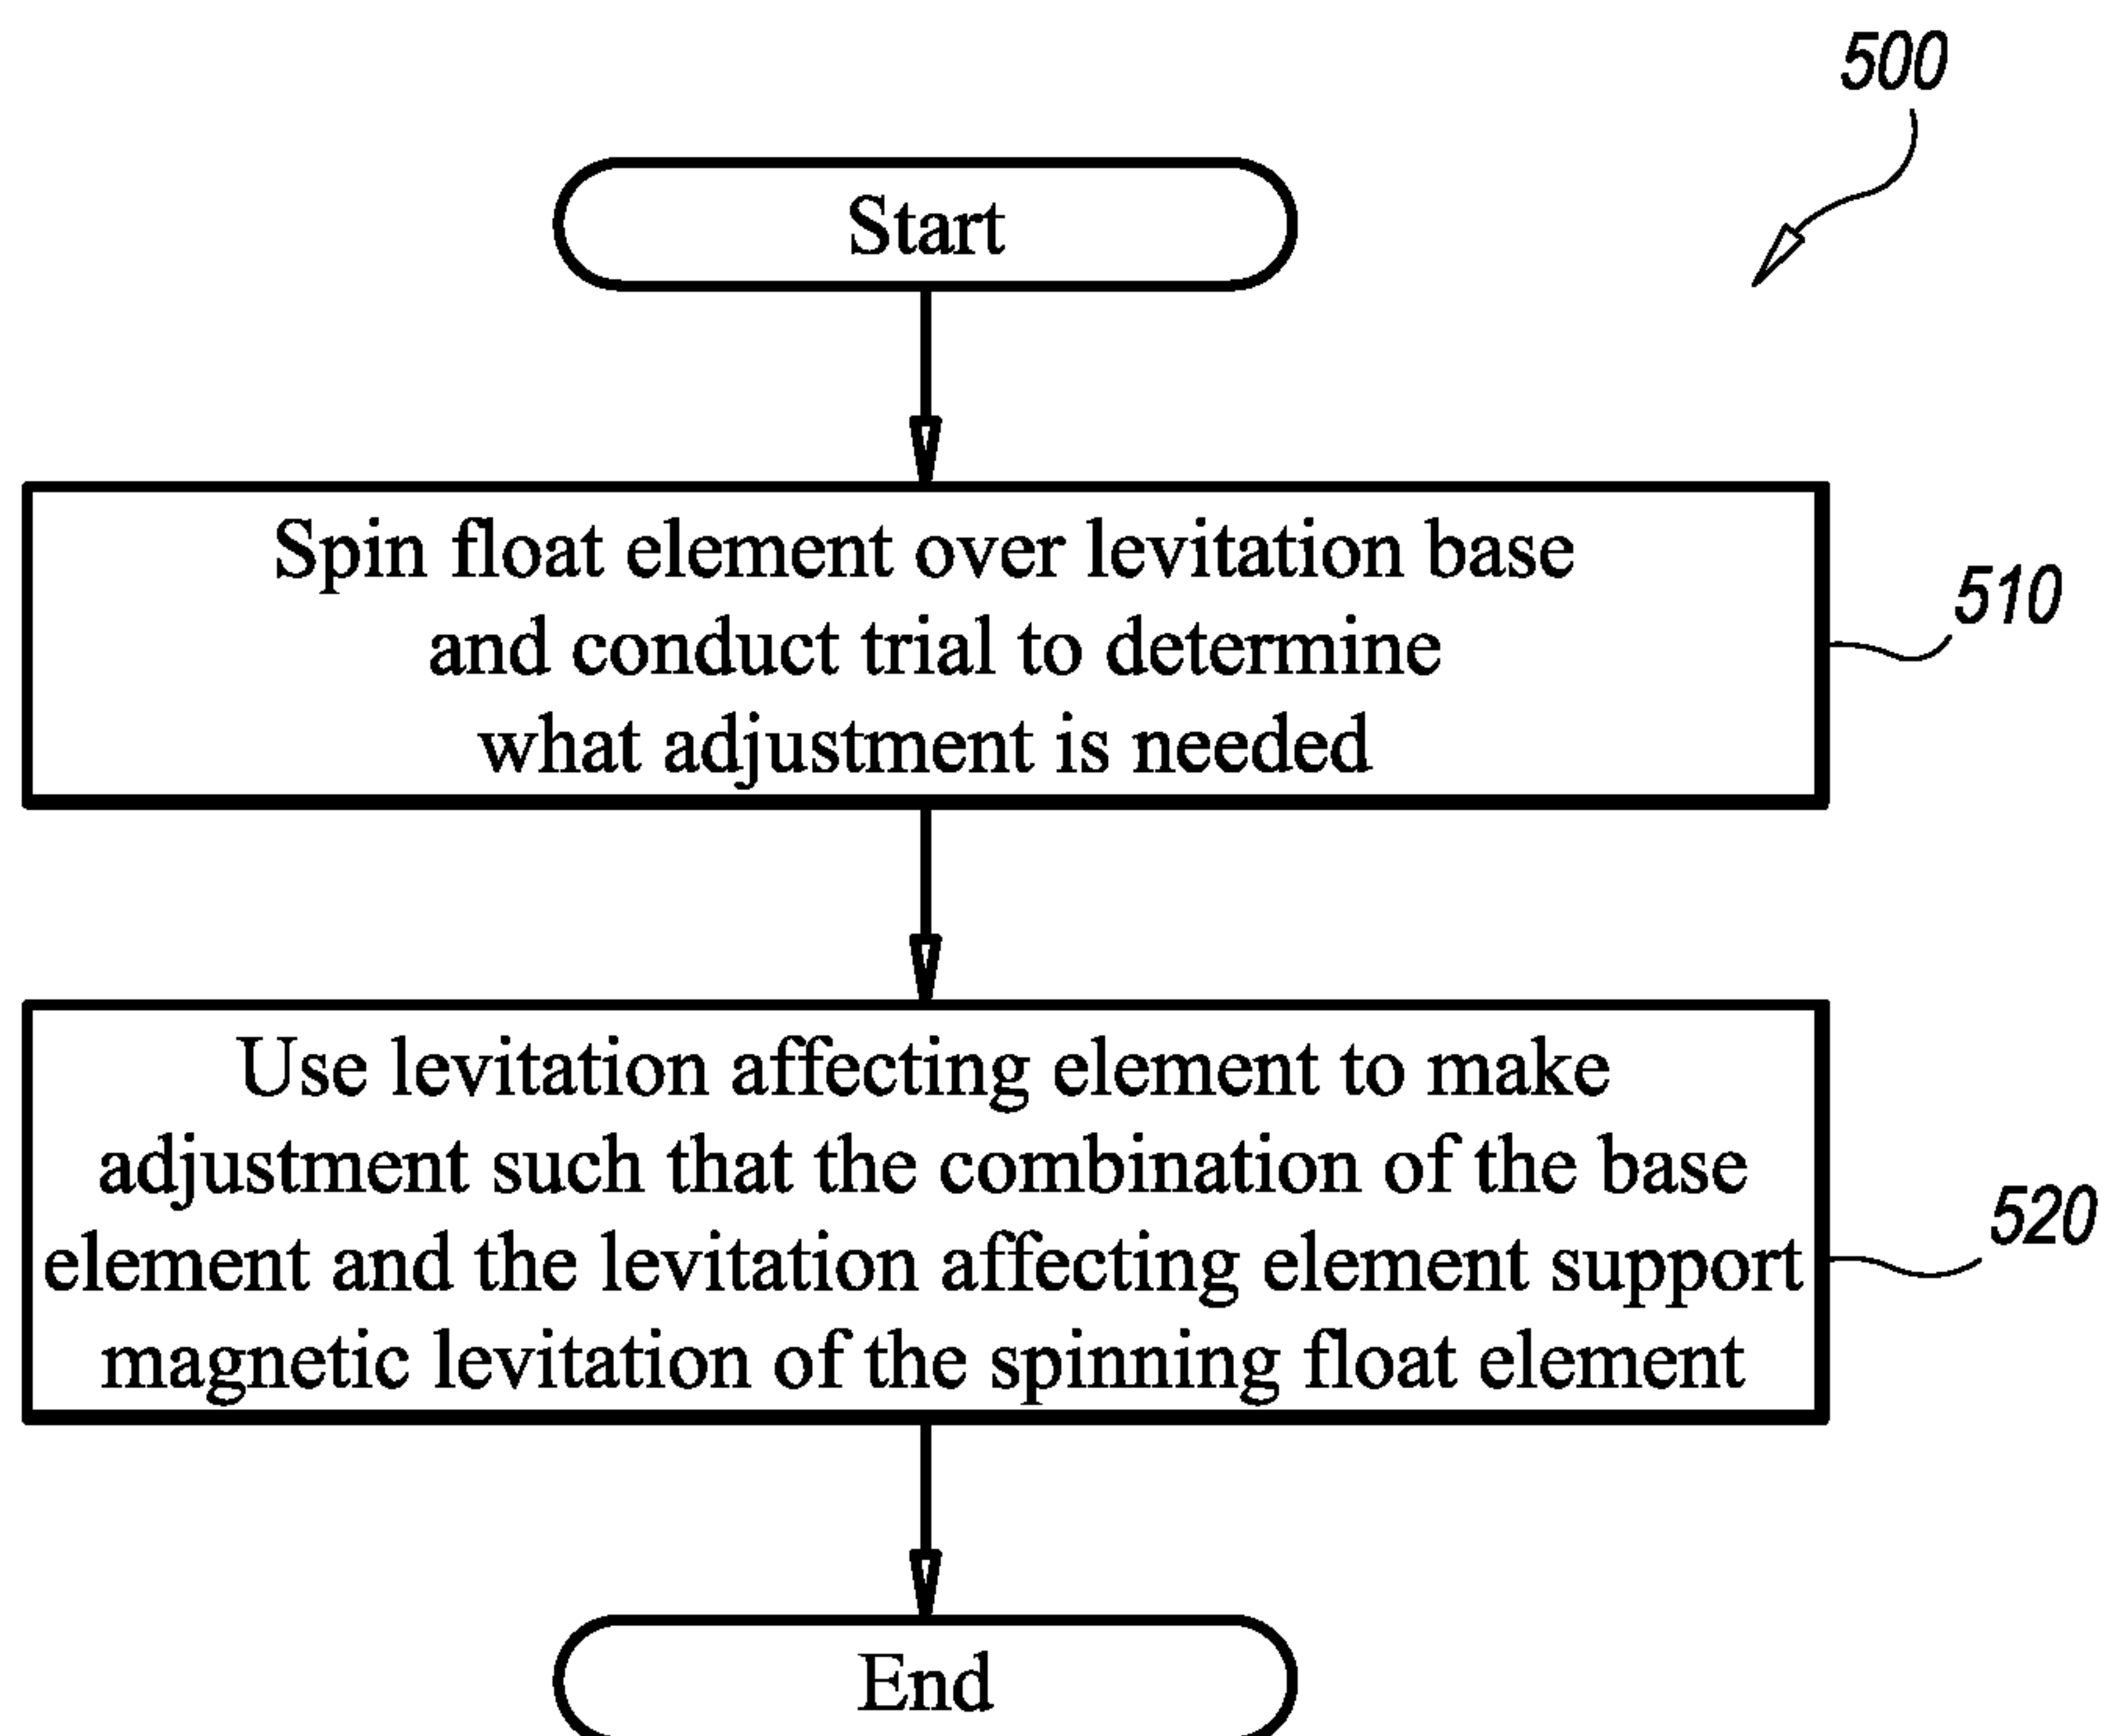 500
Start
Spin float element over levitation base
and conduct trial to determine
what adjustment is needed
510
Use levitation affecting element to make
adjustment such that the combination of the base
element and the levitation affecting element support
magnetic levitation of the spinning float element
520
End